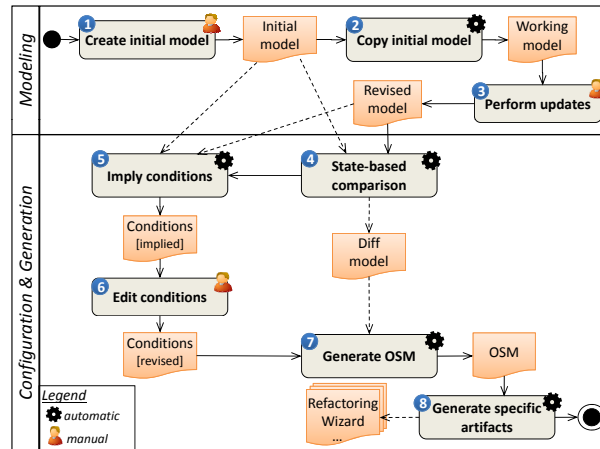 Modeling
1
Create initial model
Initial
model
2
Copy initial model
Working
model
3
Perform updates
Revised
model
Configuration & Generation
5
Imply conditions
4
State-based
comparison
Conditions
[implied]
Diff
model
6
Edit conditions
Conditions
[revised]
7
Generate OSM
OSM
8
Generate specific
artifacts
Refactoring
Wizard
...
Legend
automatic
manual